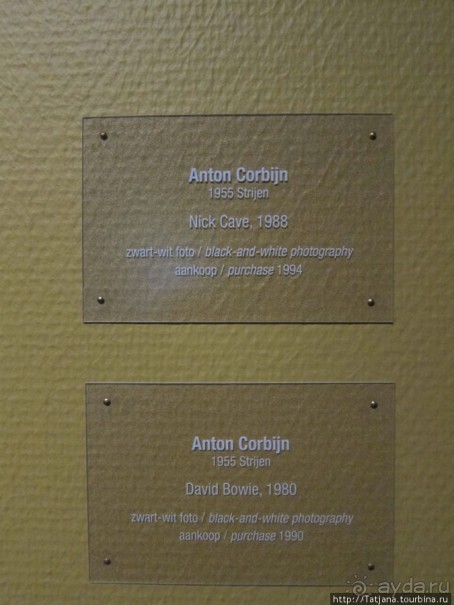 Anton Corbijn
1955 Strijen
Nick Cave, 1988
zwart-wit foto / black-and-white photography
aankoop / purchase 1994
Anton Corbijn
1955 Strijen
David Bowie, 1980
zwart-wit foto / black-and-white photography
aankoop / purchase 1990
ayda.ru
http://Tatjana.tourbina.ru